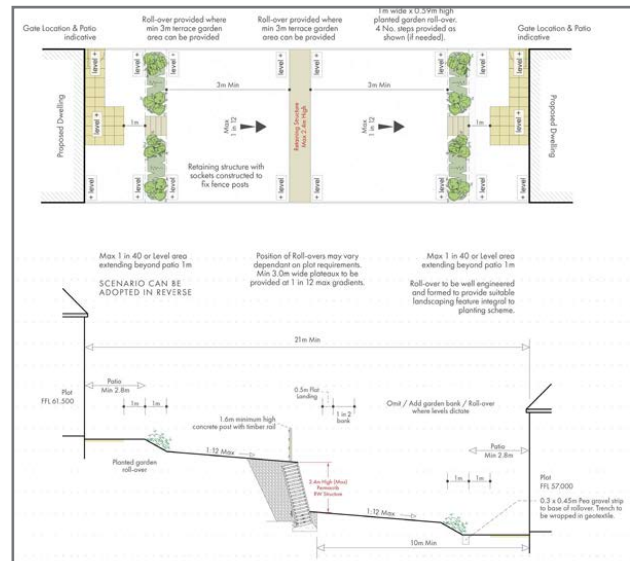 Gate Location & Patio
indicative
Roll-over provided where
min 3m terrace garden
area can be provided
Roll-over provided where
min 3m terrace garden
area can be provided
1m wide x 0.59m high
planted garden roll-over.
4 No. steps provided as
shown (if needed).
Gate Location & Patio
indicative
level +
level +
level +
+ level
+ level
level +
level +
level +
level +
level +
level +
3m Min
3m Min
Proposed Dwelling
1m
Max
1 in 12
Retaining Structure
Max 2.4m High
Max
1 in 12
1m
Proposed Dwelling
Retaining structure with
sockets constructed to
fix fence posts
+ level
+ level
+ level
+ level
+ level
+ level
+ level
Max 1 in 40 or Level area
extending beyond patio 1m
SCENARIO CAN BE
ADOPTED IN REVERSE
Position of Roll-overs may vary
dependant on plot requirements.
Min 3.0m wide plateaux to be
provided at 1 in 12 max gradients.
Max 1 in 40 or Level area
extending beyond patio 1m
Roll-over to be well engineered
and formed to provide suitable
landscaping feature integral to
planting scheme.
21m Min
Plot
FFL 61.500
Patio
Min 2.8m
1m
1m
0.5m Flat
Landing
1 in 2
bank
Omit / Add garden bank / Roll-over
where levels dictate
1.6m minimum high
concrete post with timber rail
Patio
Min 2.8m
Planted garden
roll-over
1:12 Max
2.4m High (Max)
Permacrib
RW Structure
1m
1m
Plot
FFL 57.000
1:12 Max
0.3 x 0.45m Pea gravel strip
to base of rollover. Trench to
be wrapped in geotextile.
10m Min